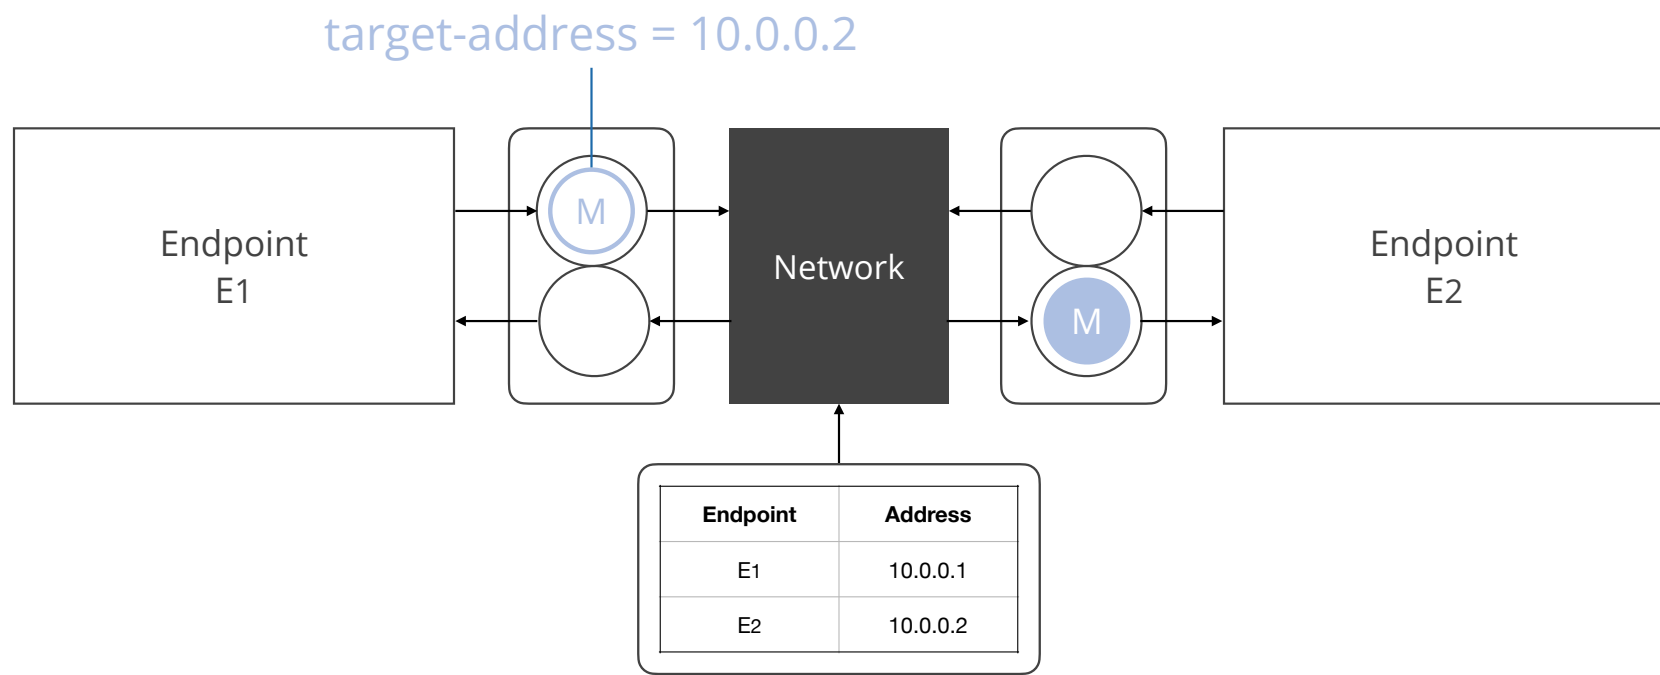 target-address = 10.0.0.2
Endpoint
E1
M
Network
M
Endpoint
E2
Endpoint Address
E1 10.0.0.1
E2 10.0.0.2